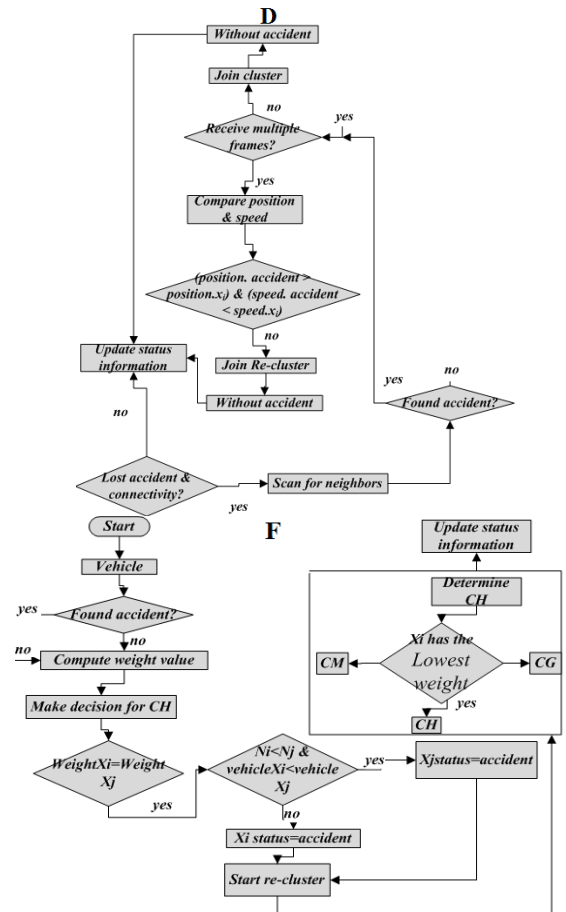 D
Without accident
Join cluster
no
Receive multiple
frames?
yes
yes
Compare position
& speed
(position. accident >
position.xi) & (speed. accident
< speed.xi)
no
Join Re-cluster
Without accident
Update status
information
no
yes
no
Found accident?
Lost accident &
connectivity?
yes
Scan for neighbors
Start
Vehicle
Found accident?
yes
no
no
Compute weight value
Make decision for CH
WeightXi=Weight
Xj
yes
F
Update status
information
Determine
CH
Xi has the
Lowest
weight
CM
CG
yes
CH
Ni<Nj &
vehicleXi<vehicle
Xj
yes
Xjstatus=accident
no
Xi status=accident
Start re-cluster